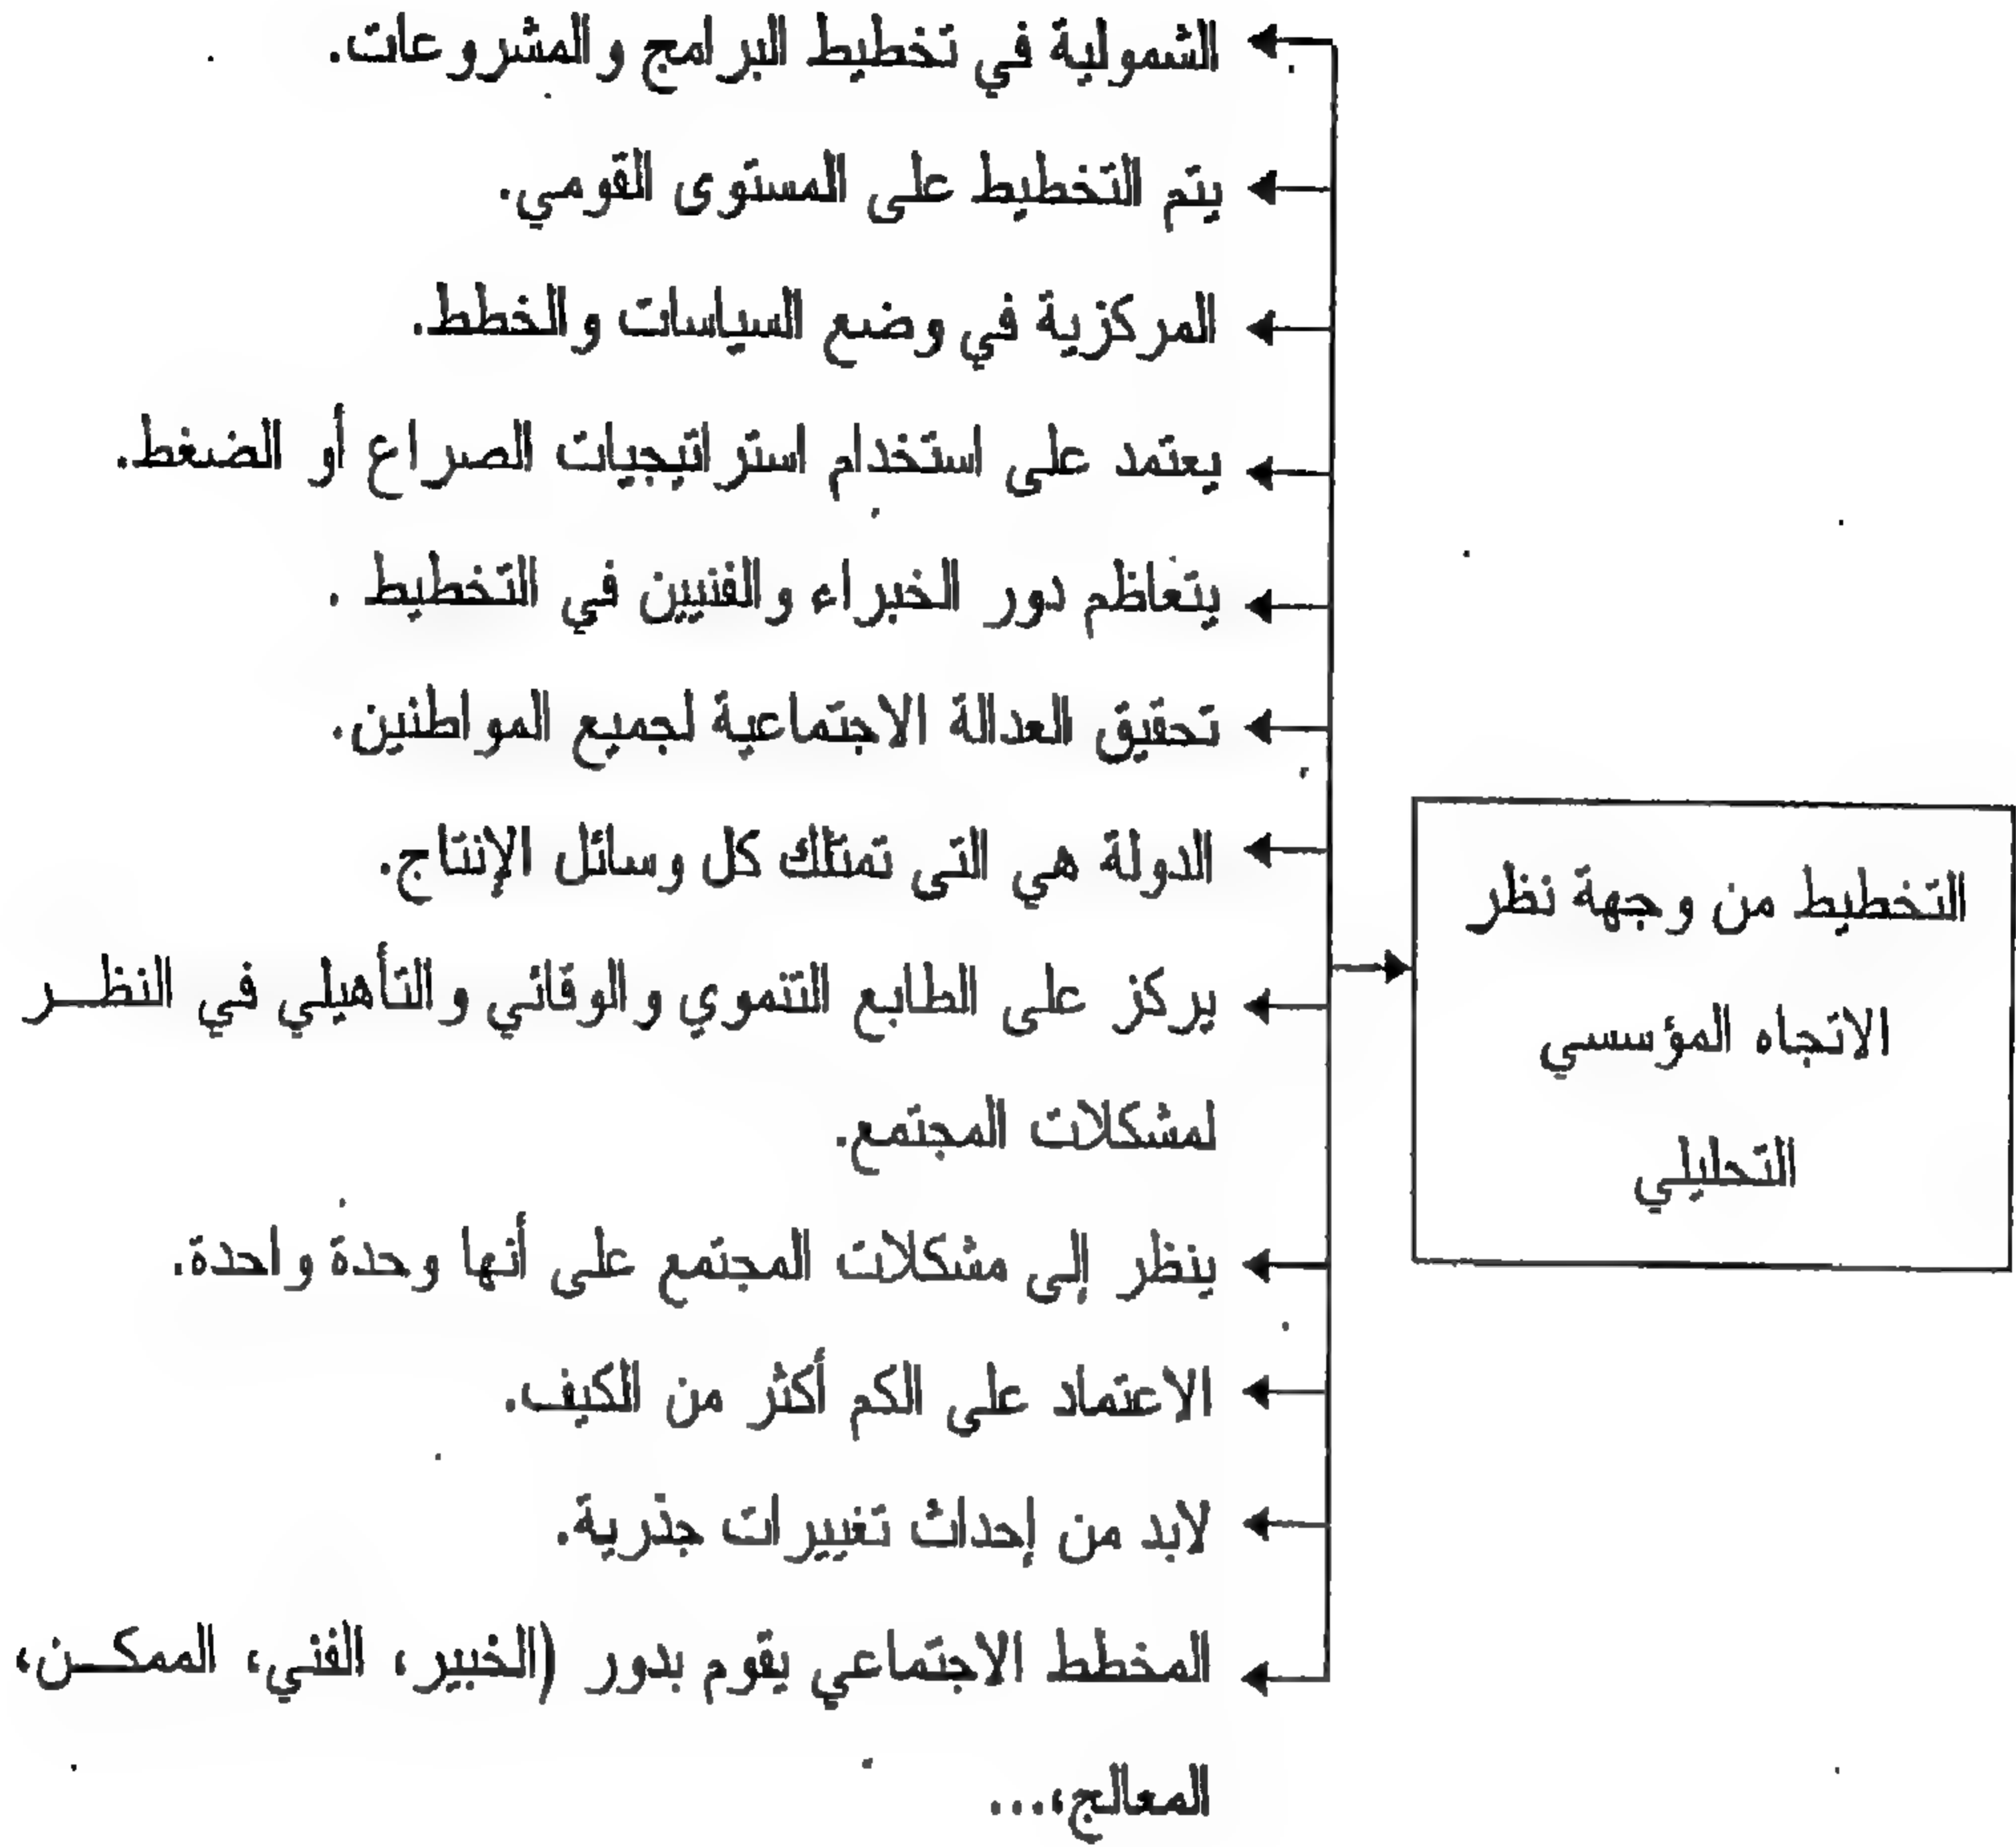 التخطيط من وجهة نظر
الاتجاه المؤسسي
التحليلي
الشمولية في تخطيط البرامج والمشروعات.
يتم التخطيط على المستوى القومي.
المركزية في وضع السياسات والخطط.
يعتمد على استخدام استراتيجيات الصراع أو الضغط.
يتعاظم دور الخبراء والفنيين في التخطيط .
تحقيق العدالة الاجتماعية لجميع المواطنين.
الدولة هي التى تمتلك كل وسائل الإنتاج.
يركز على الطابع التنموي والوقائي والتأهيلي في النظــر
لمشكلات المجتمع.
ينظر إلى مشكلات المجتمع على أنها وحدة واحدة.
الاعتماد على الكم أكثر من الكيف.
لابد من إحداث تغييرات جذرية.
المخطط الاجتماعي يقوم بدور (الخبير، الفني، الممكــن،
المعالج،...